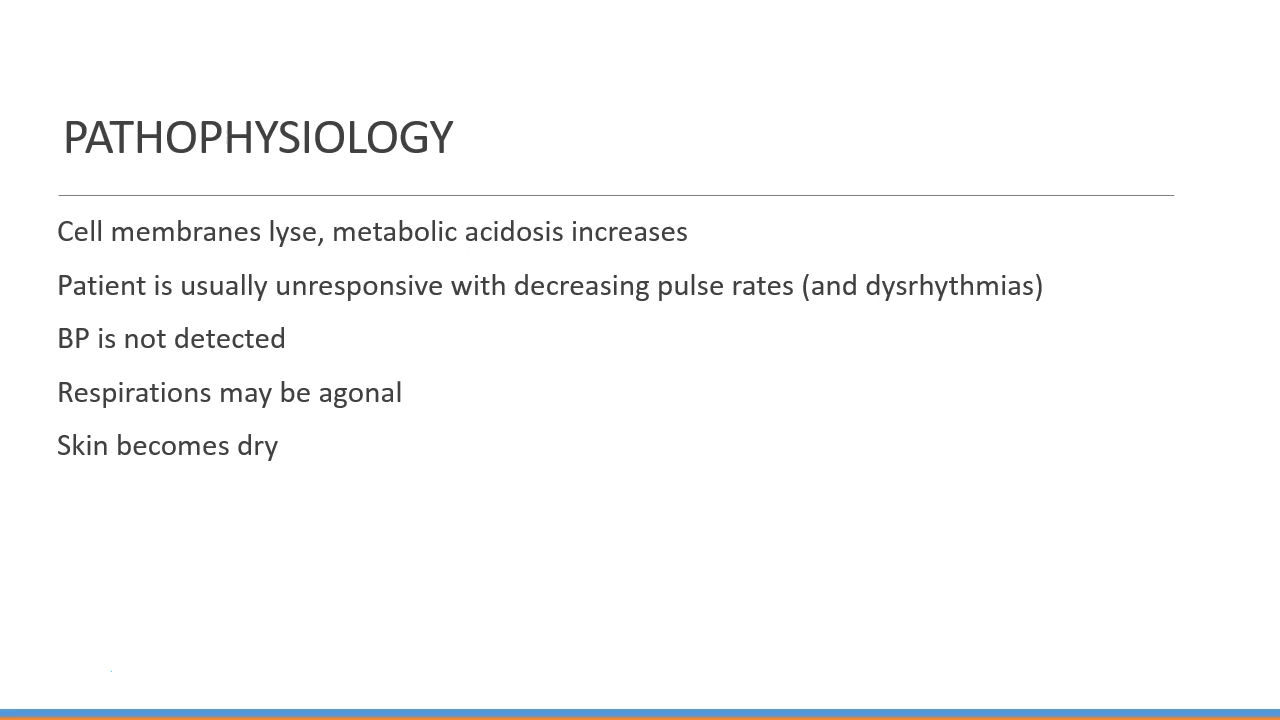 PATHOPHYSIOLOGY
Cell membranes lyse, metabolic acidosis increases
Patient is usually unresponsive with decreasing pulse rates (and dysrhythmias)
BP is not detected
Respirations may be agonal
Skin becomes dry
.